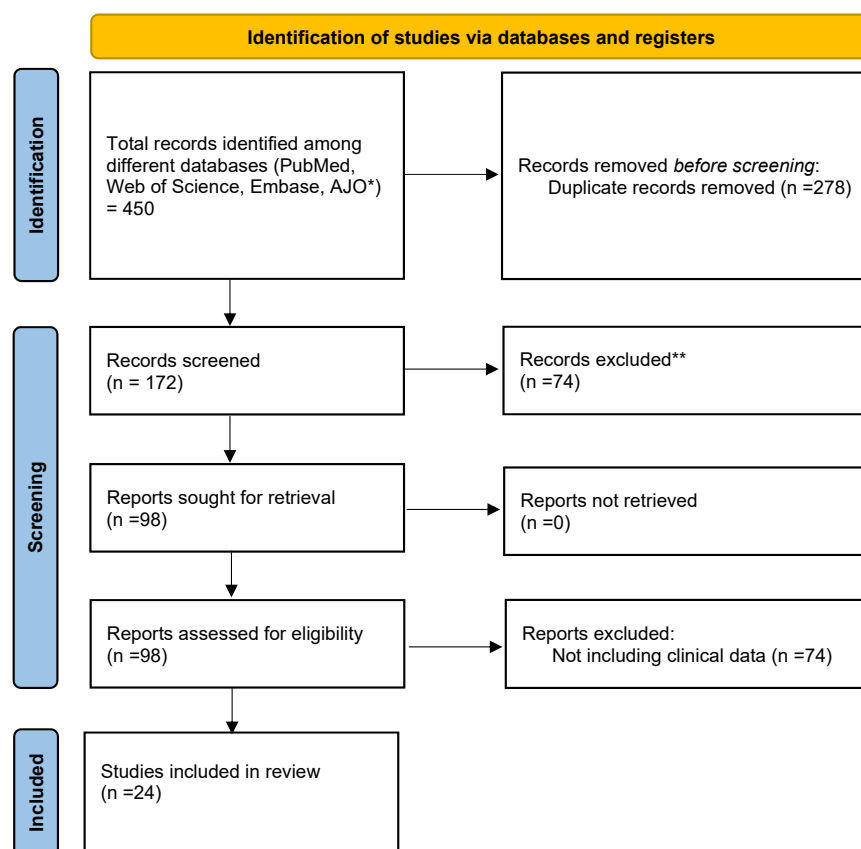 Identification of studies via databases and registers
Identification
Total records identified among
different databases (PubMed,
Web of Science, Embase, AJO*)
= 450
Records removed before screening:
Duplicate records removed (n =278)
Screening
Records screened
(n = 172)
Records excluded**
(n =74)
Reports sought for retrieval
(n =98)
Reports not retrieved
(n =0)
Reports assessed for eligibility
(n =98)
Reports excluded:
Not including clinical data (n =74)
Included
Studies included in review
(n =24)